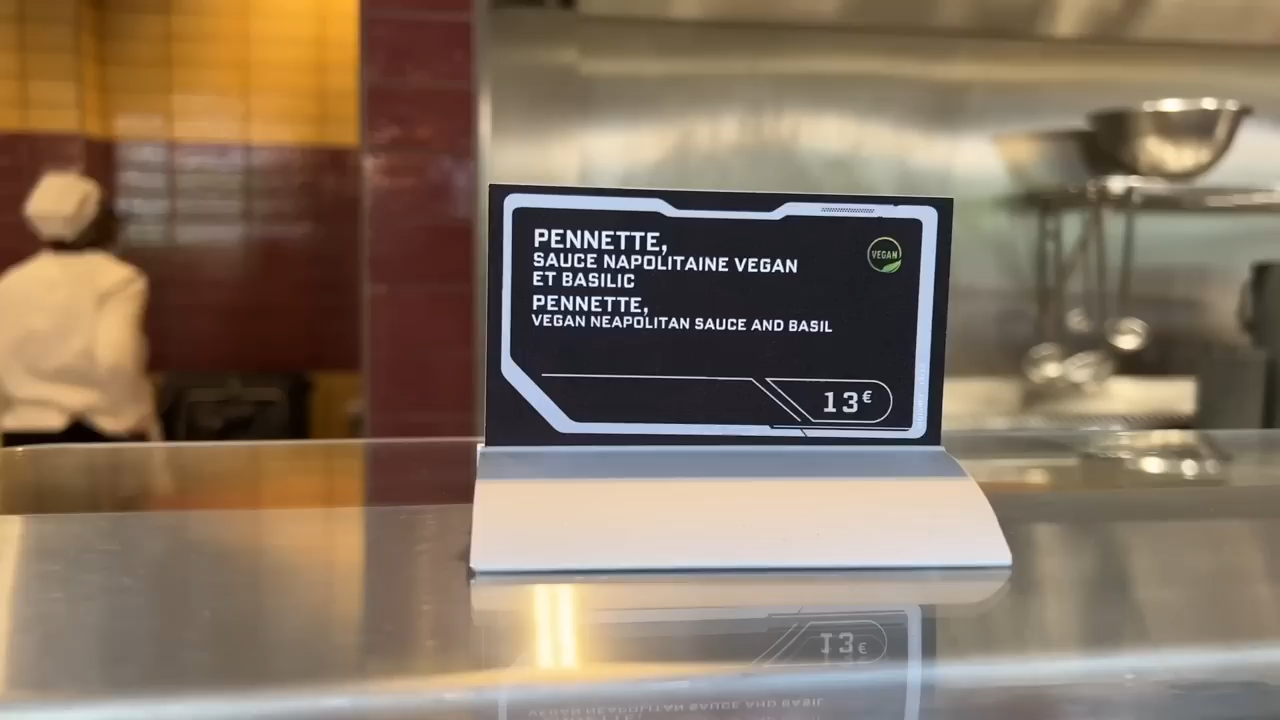 PENNETTE,
SAUCE NAPOLITAINE VEGAN
ET BASILIC
PENNETTE,
VEGAN NEAPOLITAN SAUCE AND BASIL
VEGAN
13€